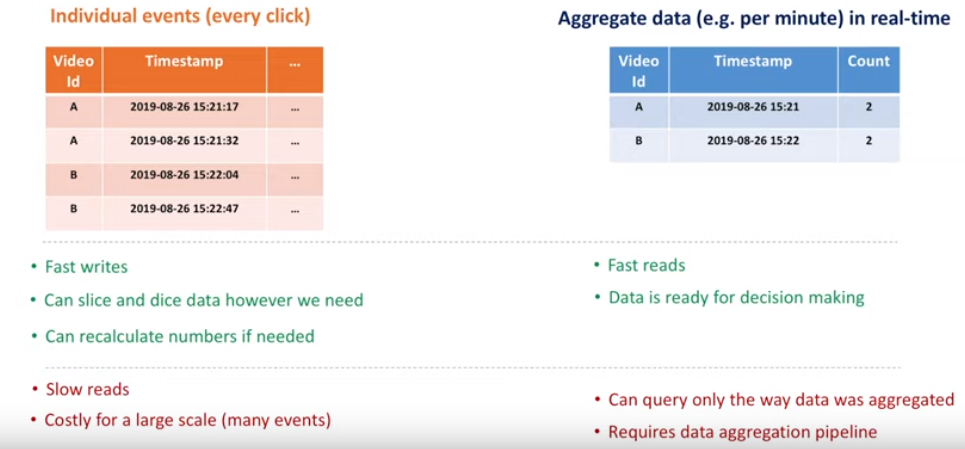 Individual events (every click)
Video Id Timestamp ...
A 2019-08-26 15:21:17 ...
A 2019-08-26 15:21:32 ...
B 2019-08-26 15:22:04 ...
B 2019-08-26 15:22:47 ...
• Fast writes
• Can slice and dice data however we need
• Can recalculate numbers if needed
• Slow reads
• Costly for a large scale (many events)
Aggregate data (e.g. per minute) in real-time
Video Id Timestamp Count
A 2019-08-26 15:21 2
B 2019-08-26 15:22 2
• Fast reads
• Data is ready for decision making
• Can query only the way data was aggregated
• Requires data aggregation pipeline